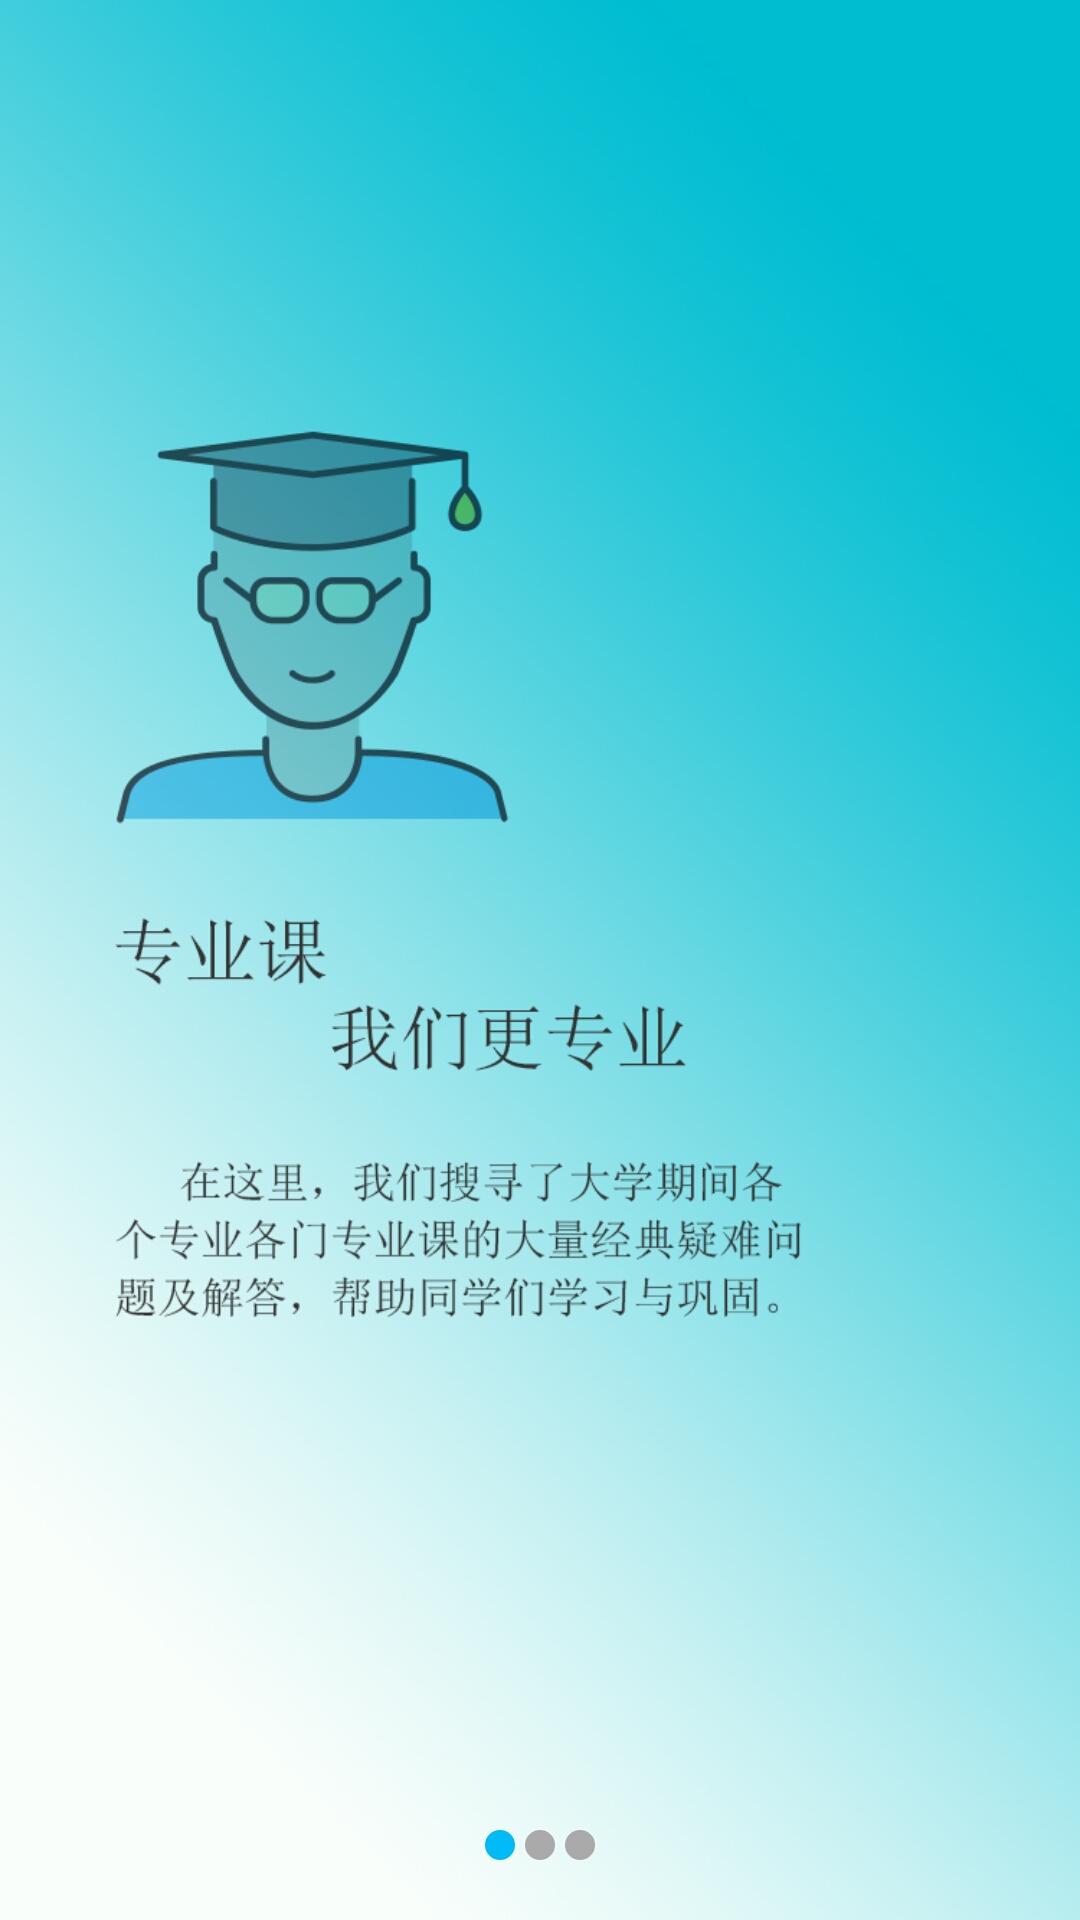 专业课
我们更专业
在这里，我们搜寻了大学期间各
个专业各门专业课的大量经典疑难问
题及解答，帮助同学们学习与巩固。